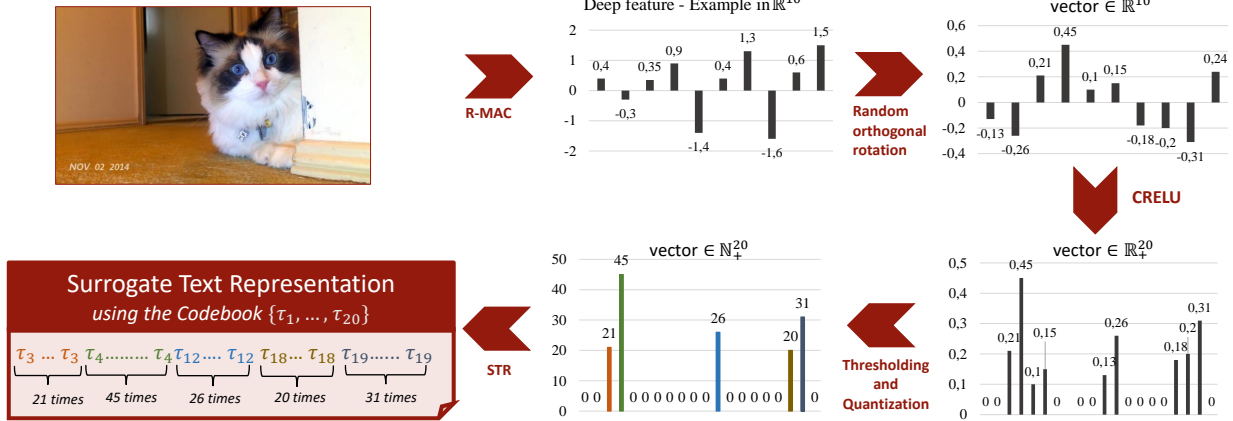 Deep feature - Example in ℝ¹⁰
2
1
0
-1
-2
0,4
-0,3
0,35
0,9
-1,4
0,4
1,3
-1,6
0,6
1,5
R-MAC
Random
orthogonal
rotation
vector ∈ ℝ¹⁰
0,6
0,4
0,2
0
-0,2
-0,4
-0,13
-0,26
0,21
0,45
0,1
0,15
-0,18
-0,2
-0,31
0,24
NOV 02 2014
CRELU
vector ∈ ℝ₊²⁰
0,5
0,4
0,3
0,2
0,1
0
0 0
0,21
0,45
0,1
0,15
0 0 0 0
0,13
0,26
0 0 0 0
0,18
0,2
0,31
0
Thresholding
and
Quantization
vector ∈ ℕ₊²⁰
50
40
30
20
10
0
0 0
21
45
0 0 0 0 0 0 0
26
0 0 0 0 0
20
31
0
STR
Surrogate Text Representation
using the Codebook {τ₁, … , τ₂₀}
τ₃ … τ₃ τ₄……… τ₄ τ₁₂…. τ₁₂ τ₁₈… τ₁₈ τ₁₉…… τ₁₉
21 times 45 times 26 times 20 times 31 times